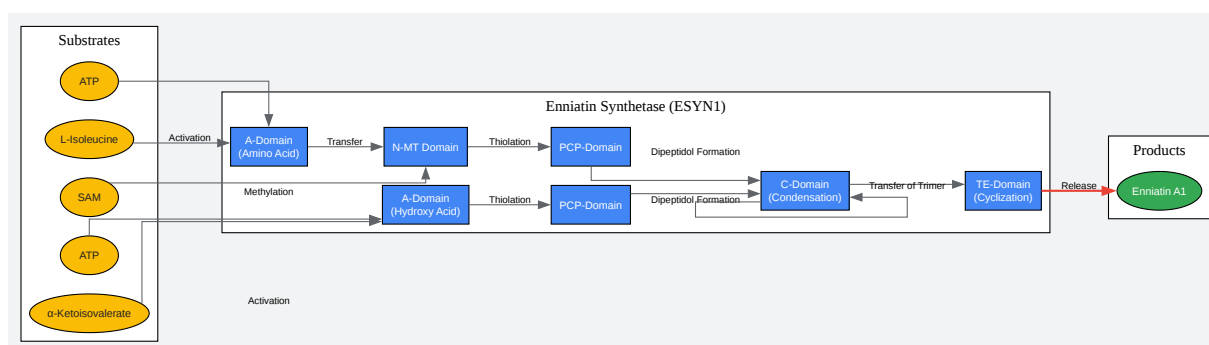 Substrates
ATP
L-Isoleucine
SAM
ATP
α-Ketoisovalerate
Activation
Methylation
Activation
Enniatin Synthetase (ESYN1)
A-Domain
(Amino Acid)
Transfer
N-MT Domain
Thiolation
PCP-Domain
Dipeptidol Formation
A-Domain
(Hydroxy Acid)
Thiolation
PCP-Domain
Dipeptidol Formation
C-Domain
(Condensation)
Transfer of Trimer
TE-Domain
(Cyclization)
Release
Products
Enniatin A1